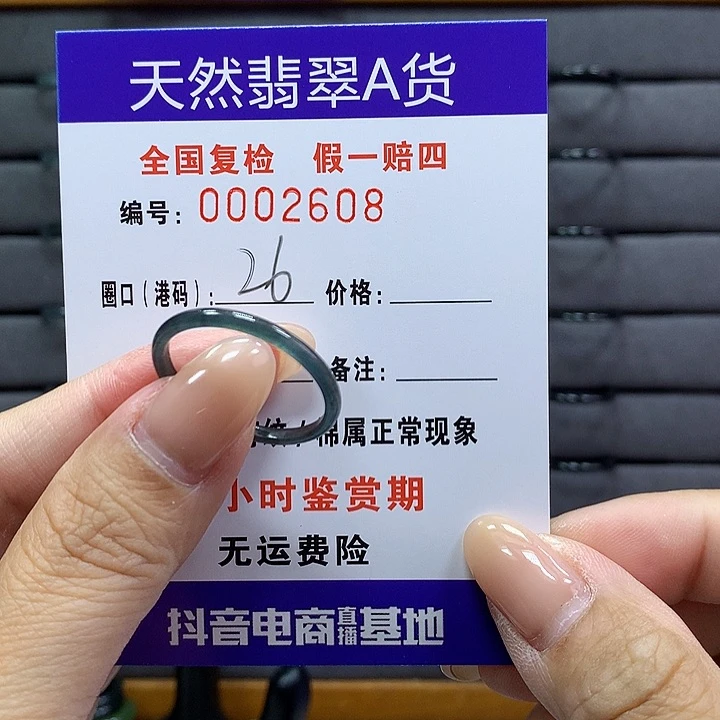 天然翡翠A货
全国复检 假一赔四
编号: 0002608
圈口(港码): 26 价格:
备注:
棉属正常现象
小时鉴赏期
无运费险
抖音电商直播基地